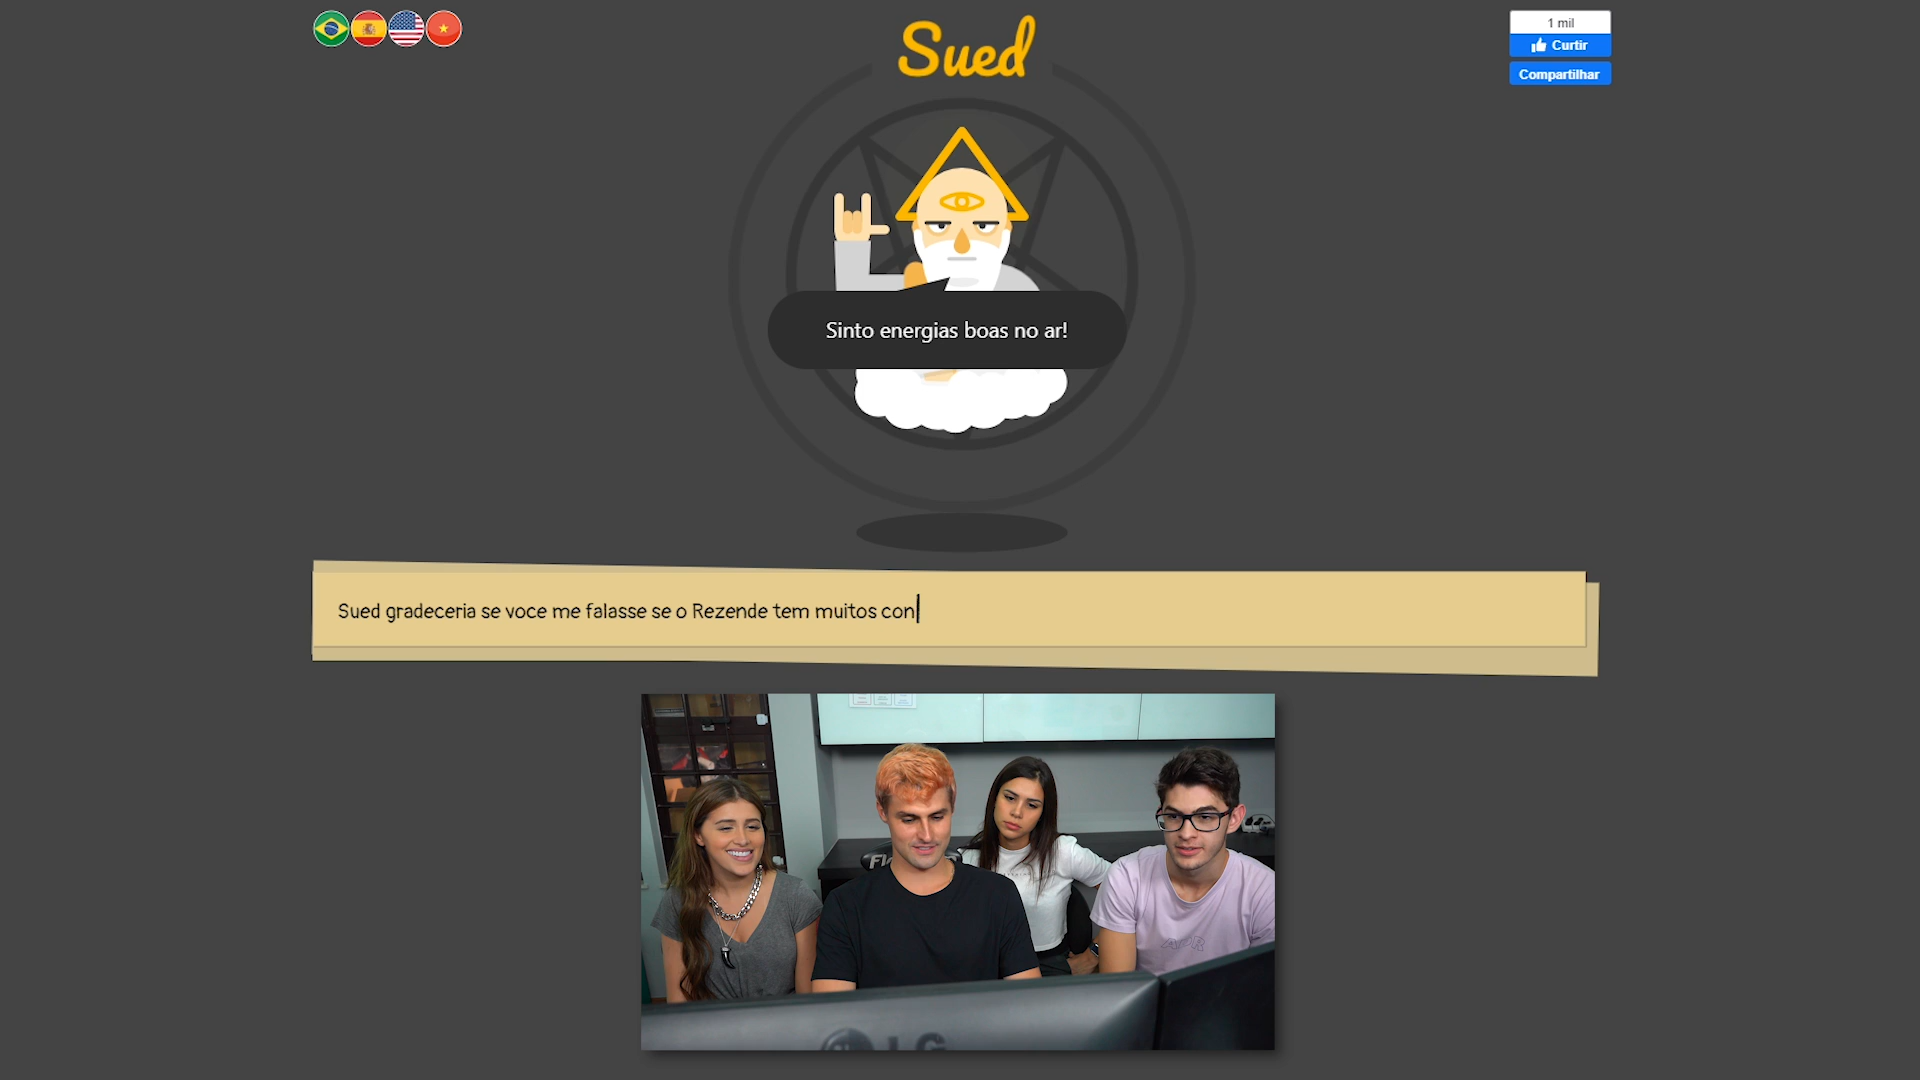 Sued
1 mil
Curtir
Compartilhar
Sinto energias boas no ar!
Sued gradeceria se voce me falasse se o Rezende tem muitos con
LG